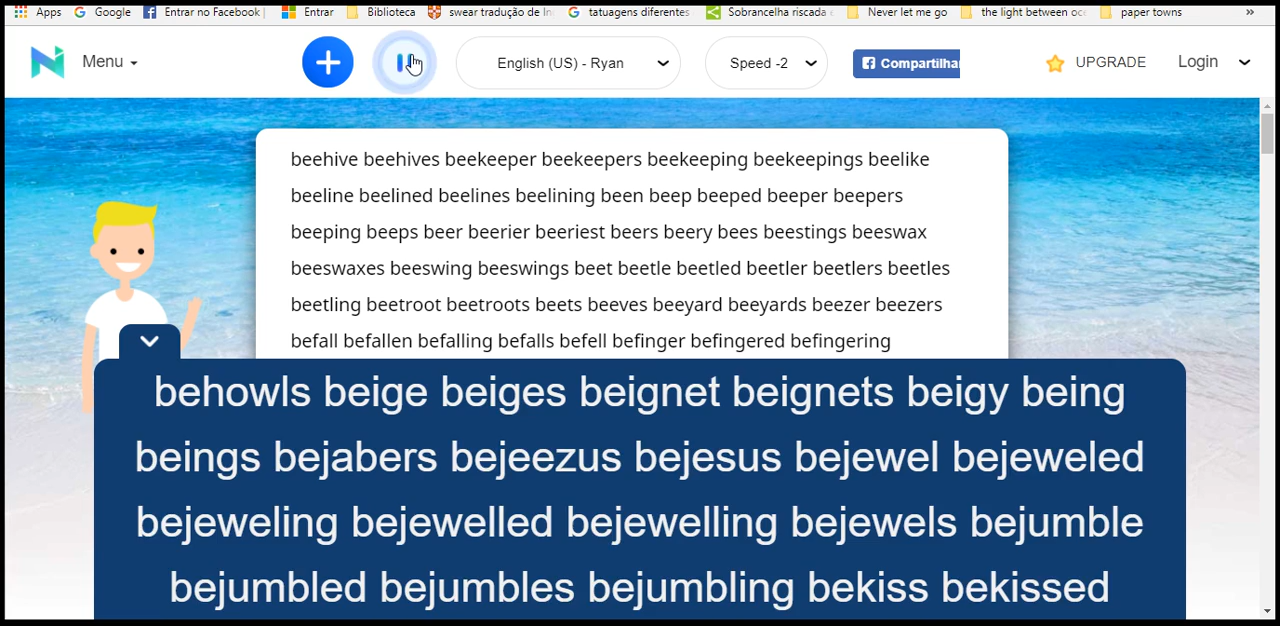 Apps Google Entrar no Facebook Entrar Biblioteca swear tradução de In tatuagens diferentes Sobrancelha riscada Never let me go the light between oce paper towns »
Menu English (US) - Ryan Speed -2 Compartilhar UPGRADE Login
beehive beehives beekeeper beekeepers beekeeping beekeepings beelike
beeline beelined beelines beelining been beep beeped beeper beepers
beeping beeps beer beerier beeriest beers beery bees beestings beeswax
beeswaxes beeswing beeswings beet beetle beetled beetler beetlers beetles
beetling beetroot beetroots beets beeves beeyard beeyards beezer beezers
befall befallen befalling befalls befell befinger befingered befingering
behowls beige beiges beignet beignets beigy being
beings bejabers bejeezus bejesus bejewel bejeweled
bejeweling bejewelled bejewelling bejewels bejumble
bejumbled bejumbles bejumbling bekiss bekissed